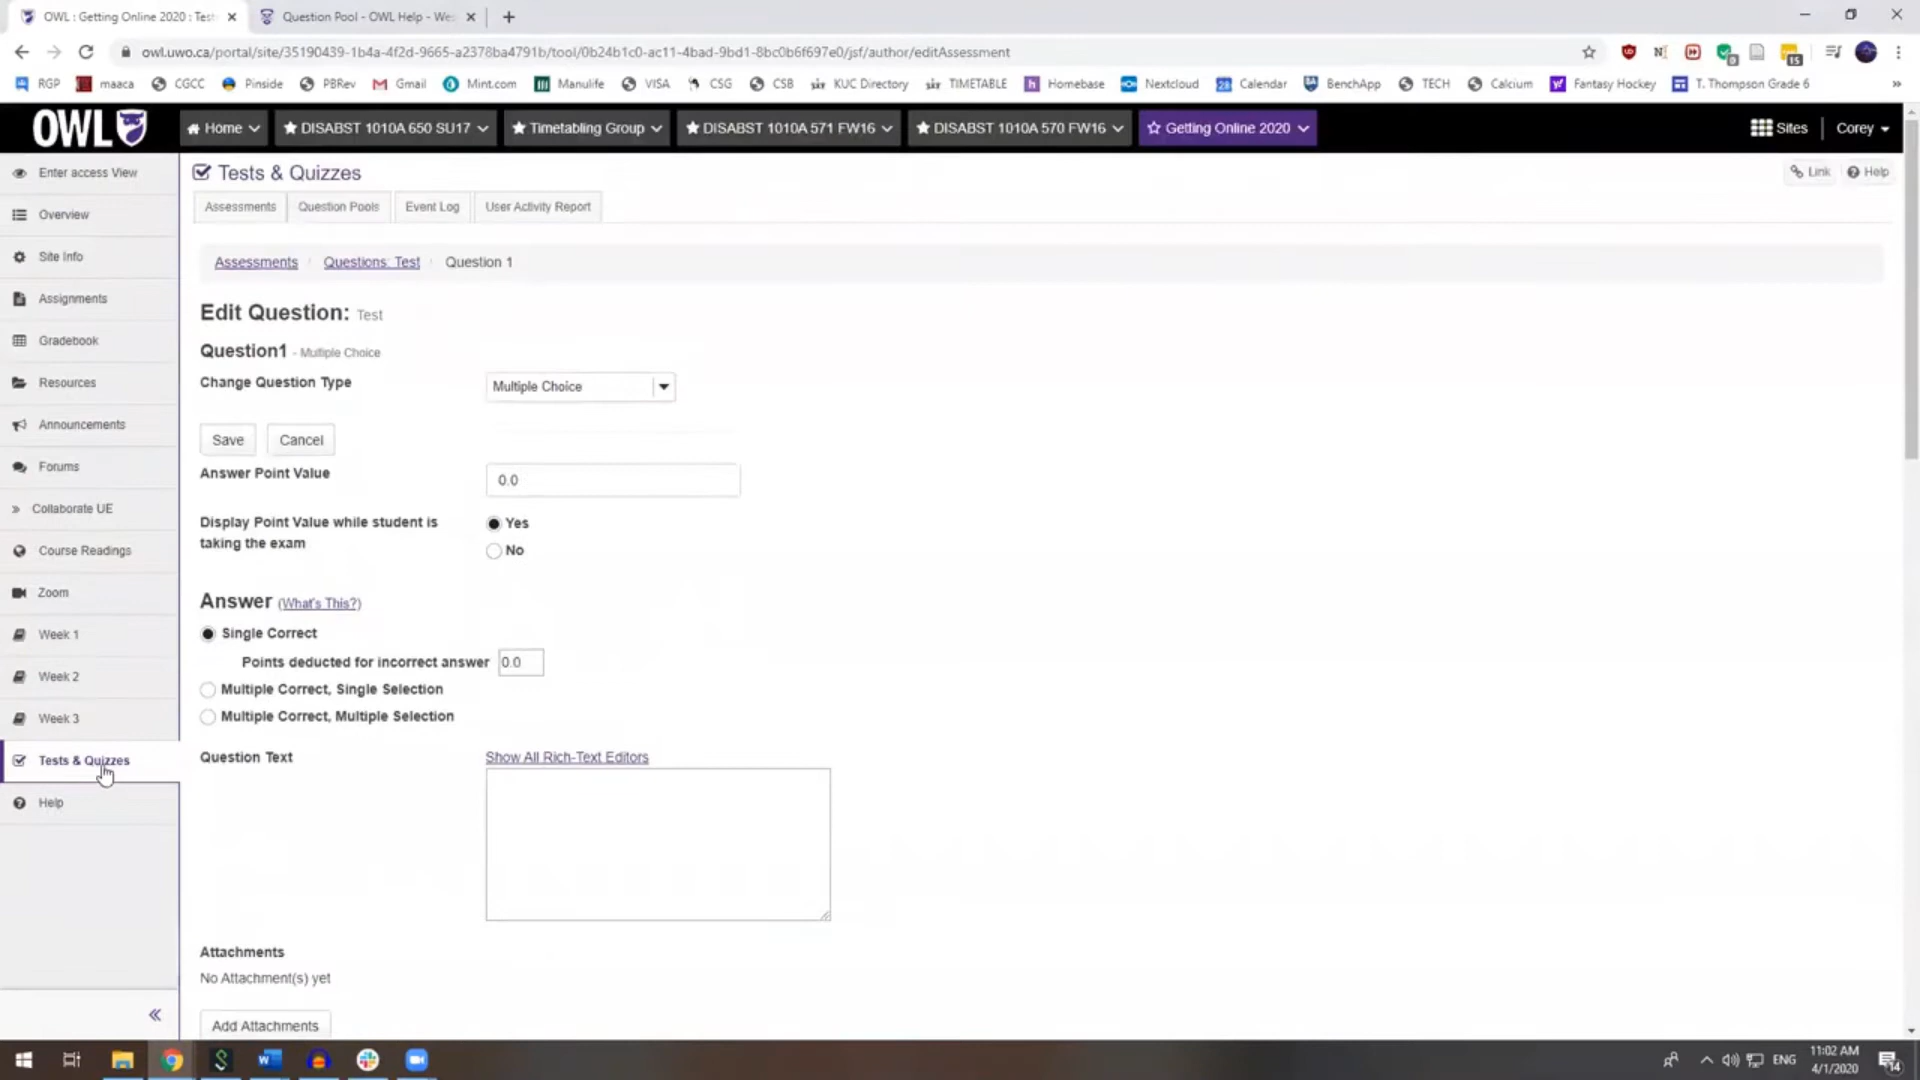 OWL : Getting Online 2020 : Test
Question Pool - OWL Help - Wes
owl.uwo.ca/portal/site/35190439-1b4a-4f2d-9665-a2378ba4791b/tool/0b24b1c0-ac11-4bad-9bd1-8bc0b6f697e0/jsf/author/editAssessment
RGP maaca CGCC Pinside PBRev Gmail Mint.com Manulife VISA CSG CSB KUC Directory TIMETABLE Homebase Nextcloud Calendar BenchApp TECH Calcium Fantasy Hockey T. Thompson Grade 6 »
OWL Home DISABST 1010A 650 SU17 Timetabling Group DISABST 1010A 571 FW16 DISABST 1010A 570 FW16 Getting Online 2020 Sites Corey
Enter access View
Overview
Site Info
Assignments
Gradebook
Resources
Announcements
Forums
Collaborate UE
Course Readings
Zoom
Week 1
Week 2
Week 3
Tests & Quizzes
Help
Tests & Quizzes
Link Help
Assessments Question Pools Event Log User Activity Report
Assessments / Questions: Test / Question 1
Edit Question: Test
Question1 - Multiple Choice
Change Question Type Multiple Choice
Save Cancel
Answer Point Value 0.0
Display Point Value while student is
taking the exam
Yes
No
Answer (What's This?)
Single Correct
Points deducted for incorrect answer 0.0
Multiple Correct, Single Selection
Multiple Correct, Multiple Selection
Question Text Show All Rich-Text Editors
Attachments
No Attachment(s) yet
Add Attachments
ENG
11:02 AM
4/1/2020